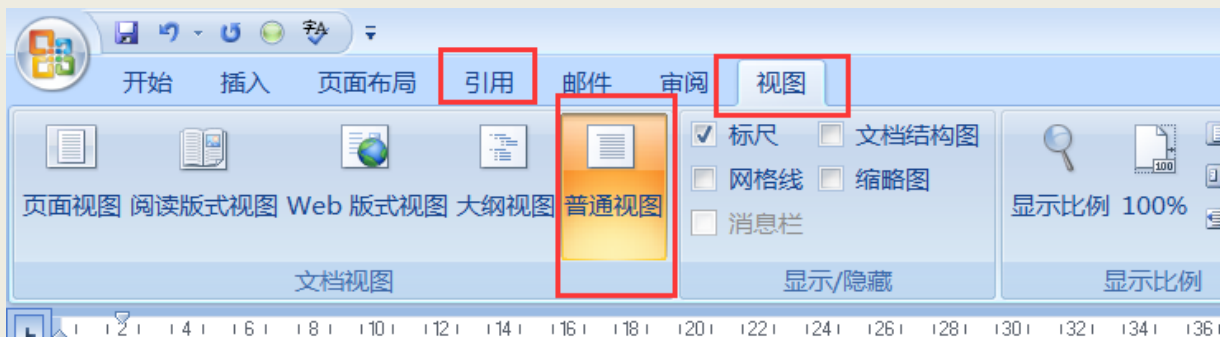 开始 插入 页面布局 引用 邮件 审阅 视图
标尺 文档结构图
网格线 缩略图
页面视图 阅读版式视图 Web 版式视图 大纲视图 普通视图 显示比例 100%
消息栏
文档视图 显示/隐藏 显示比例
2 4 6 8 10 12 14 16 18 20 22 24 26 28 30 32 34 36